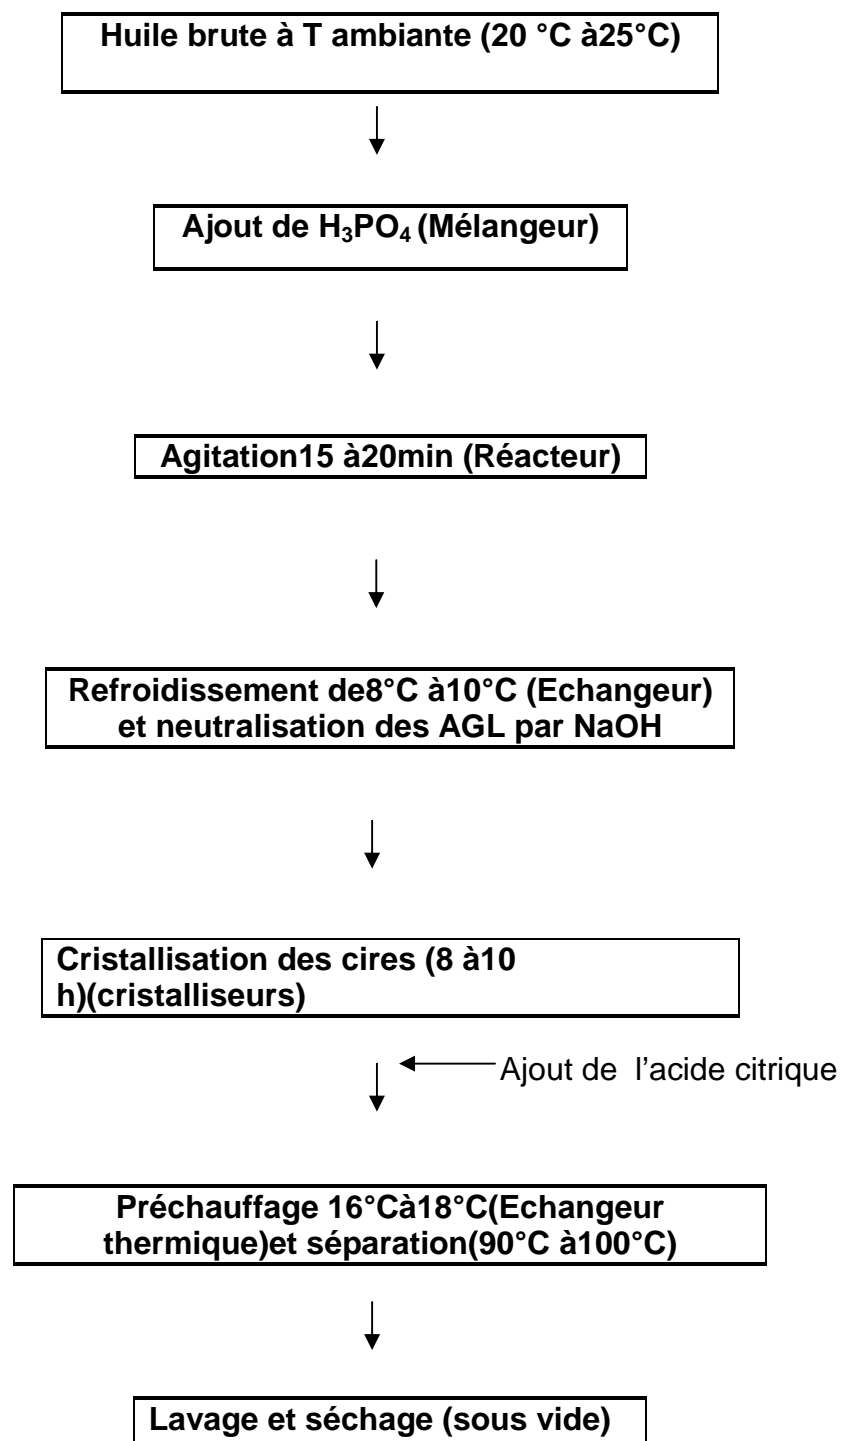 Huile brute à T ambiante (20 °C à25°C)
Ajout de H₃PO₄ (Mélangeur)
Agitation15 à20min (Réacteur)
Refroidissement de8°C à10°C (Echangeur)
et neutralisation des AGL par NaOH
Cristallisation des cires (8 à10
h)(cristalliseurs)
Ajout de l’acide citrique
Préchauffage 16°Cà18°C(Echangeur
thermique)et séparation(90°C à100°C)
Lavage et séchage (sous vide)